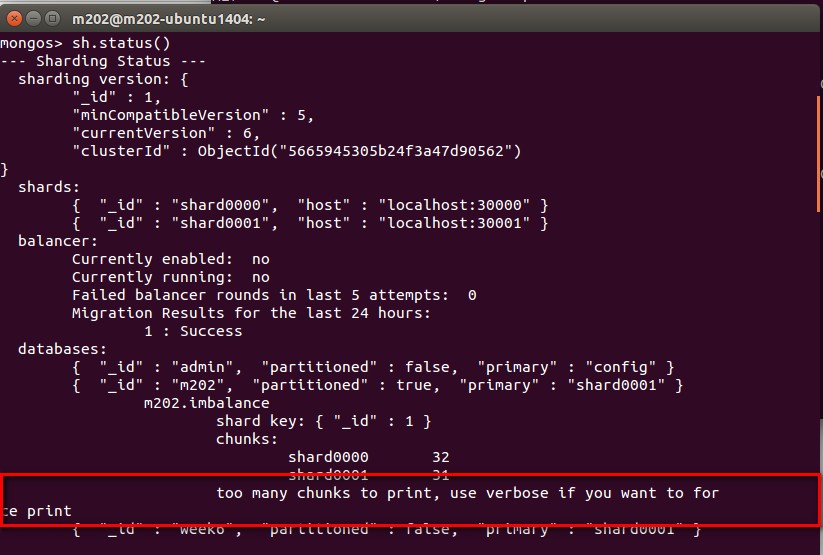 m202@m202-ubuntu1404: ~
mongos> sh.status()
--- Sharding Status ---
sharding version: {
"_id" : 1,
"minCompatibleVersion" : 5,
"currentVersion" : 6,
"clusterId" : ObjectId("5665945305b24f3a47d90562")
}
shards:
{ "_id" : "shard0000", "host" : "localhost:30000" }
{ "_id" : "shard0001", "host" : "localhost:30001" }
balancer:
Currently enabled: no
Currently running: no
Failed balancer rounds in last 5 attempts: 0
Migration Results for the last 24 hours:
1 : Success
databases:
{ "_id" : "admin", "partitioned" : false, "primary" : "config" }
{ "_id" : "m202", "partitioned" : true, "primary" : "shard0001" }
m202.imbalance
shard key: { "_id" : 1 }
chunks:
shard0000 32
shard0001 31
too many chunks to print, use verbose if you want to for
ce print
{ "_id" : "week6", "partitioned" : false, "primary" : "shard0001" }